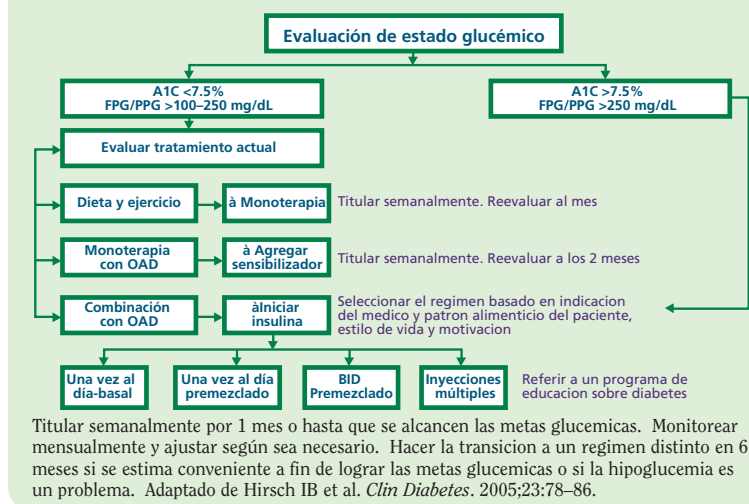 Evaluación de estado glucémico
A1C <7.5%
FPG/PPG >100–250 mg/dL
A1C >7.5%
FPG/PPG >250 mg/dL
Evaluar tratamiento actual
Dieta y ejercicio
à Monoterapia
Titular semanalmente. Reevaluar al mes
Monoterapia
con OAD
à Agregar
sensibilizador
Titular semanalmente. Reevaluar a los 2 meses
Combinación
con OAD
àIniciar
insulina
Seleccionar el regimen basado en indicacion
del medico y patron alimenticio del paciente,
estilo de vida y motivacion
Una vez al
día-basal
Una vez al día
premezclado
BID
Premezclado
Inyecciones
múltiples
Referir a un programa de
educacion sobre diabetes
Titular semanalmente por 1 mes o hasta que se alcancen las metas glucemicas. Monitorear
mensualmente y ajustar según sea necesario. Hacer la transicion a un regimen distinto en 6
meses si se estima conveniente a fin de lograr las metas glucemicas o si la hipoglucemia es
un problema. Adaptado de Hirsch IB et al. Clin Diabetes. 2005;23:78–86.